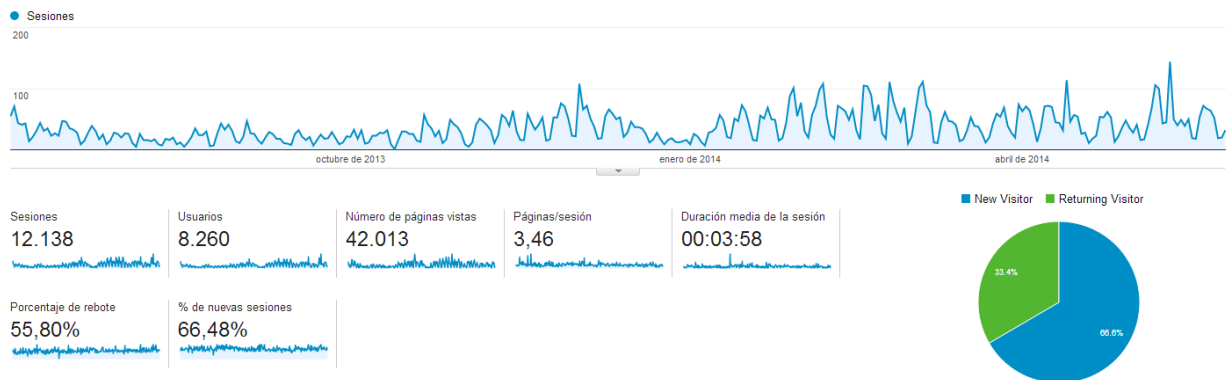 Sesiones
200
100
octubre de 2013
enero de 2014
abril de 2014
Sesiones
12.138
Usuarios
8.260
Número de páginas vistas
42.013
Páginas/sesión
3,46
Duración media de la sesión
00:03:58
Porcentaje de rebote
55,80%
% de nuevas sesiones
66,48%
New Visitor
Returning Visitor
33.4%
66.6%